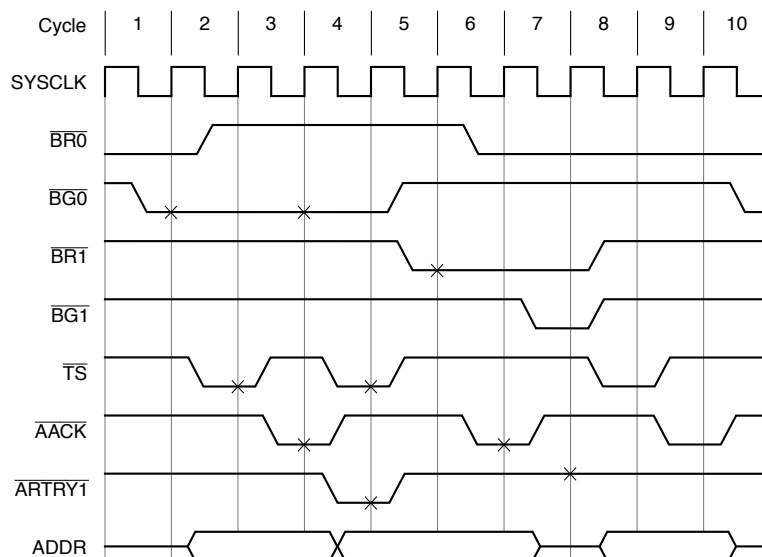 Cycle 1 2 3 4 5 6 7 8 9 10
SYSCLK
BR0
BG0
BR1
BG1
TS
AACK
ARTRY1
ADDR